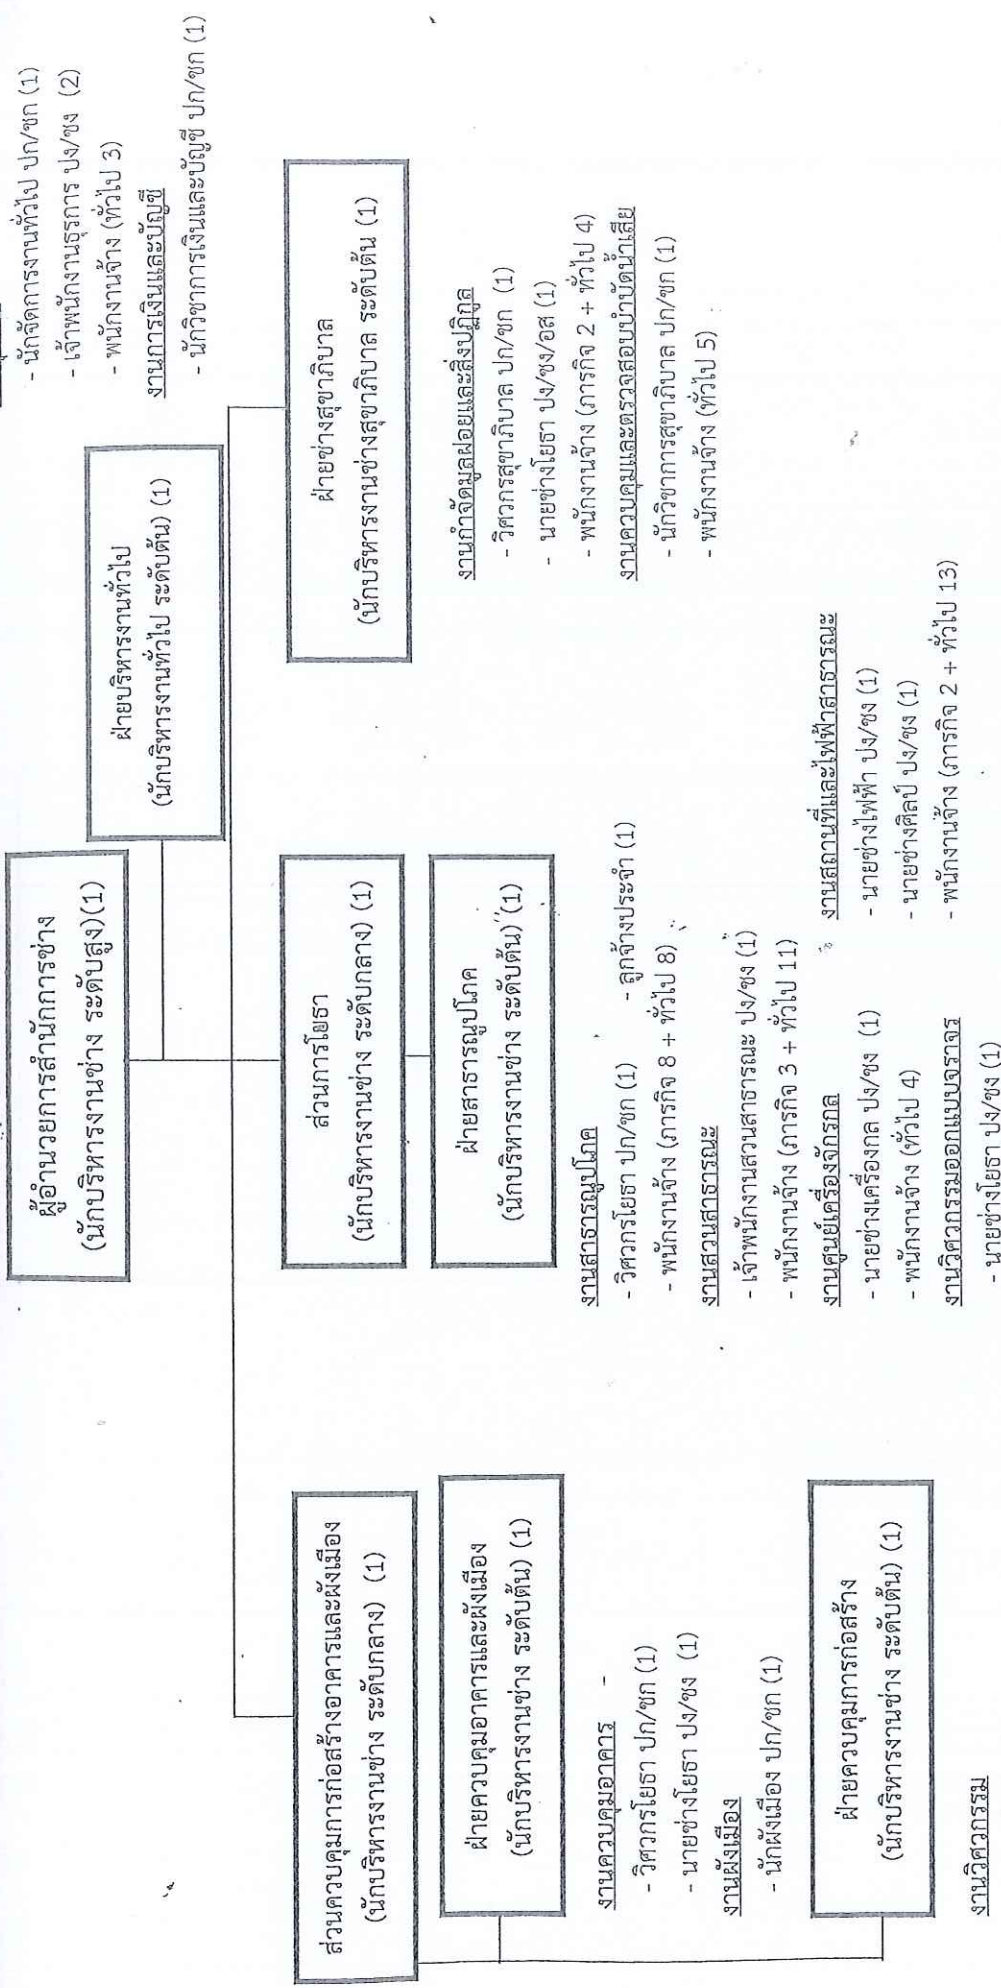 ผู้อำนวยการสำนักการช่าง
(นักบริหารงานช่าง ระดับสูง)(1)
ฝ่ายบริหารงานทั่วไป
(นักบริหารงานทั่วไป ระดับต้น) (1)
- นักจัดการงานทั่วไป ปก/ชก (1)
- เจ้าพนักงานธุรการ ปง/ชง (2)
- พนักงานจ้าง (ทั่วไป 3)
งานการเงินและบัญชี
- นักวิชาการเงินและบัญชี ปก/ชก (1)
ส่วนควบคุมการก่อสร้างอาคารและผังเมือง
(นักบริหารงานช่าง ระดับกลาง) (1)
ฝ่ายควบคุมอาคารและผังเมือง
(นักบริหารงานช่าง ระดับต้น) (1)
งานควบคุมอาคาร -
- วิศวกรโยธา ปก/ชก (1)
- นายช่างโยธา ปง/ชง (1)
งานผังเมือง
- นักผังเมือง ปก/ชก (1)
ฝ่ายควบคุมการก่อสร้าง
(นักบริหารงานช่าง ระดับต้น) (1)
งานวิศวกรรม
ส่วนการโยธา
(นักบริหารงานช่าง ระดับกลาง) (1)
ฝ่ายสาธารณูปโภค
(นักบริหารงานช่าง ระดับต้น) (1)
งานสาธารณูปโภค
- วิศวกรโยธา ปก/ชก (1) - ลูกจ้างประจำ (1)
- พนักงานจ้าง (ภารกิจ 8 + ทั่วไป 8)
งานสวนสาธารณะ
- เจ้าพนักงานสวนสาธารณะ ปง/ชง (1)
- พนักงานจ้าง (ภารกิจ 3 + ทั่วไป 11)
งานศูนย์เครื่องจักรกล
- นายช่างเครื่องกล ปง/ชง (1)
- พนักงานจ้าง (ทั่วไป 4)
งานวิศวกรรมออกแบบจราจร
- นายช่างโยธา ปง/ชง (1)
งานสถานที่และไฟฟ้าสาธารณะ
- นายช่างไฟฟ้า ปง/ชง (1)
- นายช่างศิลป์ ปง/ชง (1)
- พนักงานจ้าง (ภารกิจ 2 + ทั่วไป 13)
ฝ่ายช่างสุขาภิบาล
(นักบริหารงานช่างสุขาภิบาล ระดับต้น) (1)
งานกำจัดมูลฝอยและสิ่งปฏิกูล
- วิศวกรสุขาภิบาล ปก/ชก (1)
- นายช่างโยธา ปง/ชง/อส (1)
- พนักงานจ้าง (ภารกิจ 2 + ทั่วไป 4)
งานควบคุมและตรวจสอบบำบัดน้ำเสีย
- นักวิชาการสุขาภิบาล ปก/ชก (1)
- พนักงานจ้าง (ทั่วไป 5)